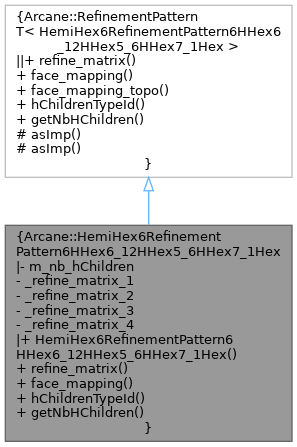 {Arcane::RefinementPattern
T< HemiHex6RefinementPattern6HHex6
_12HHex5_6HHex7_1Hex >
||+ refine_matrix()
+ face_mapping()
+ face_mapping_topo()
+ hChildrenTypeId()
+ getNbHChildren()
# asImp()
# asImp()
}
{Arcane::HemiHex6Refinement
Pattern6HHex6_12HHex5_6HHex7_1Hex
|- m_nb_hChildren
- _refine_matrix_1
- _refine_matrix_2
- _refine_matrix_3
- _refine_matrix_4
|+ HemiHex6RefinementPattern6
HHex6_12HHex5_6HHex7_1Hex()
+ refine_matrix()
+ face_mapping()
+ hChildrenTypeId()
+ getNbHChildren()
}